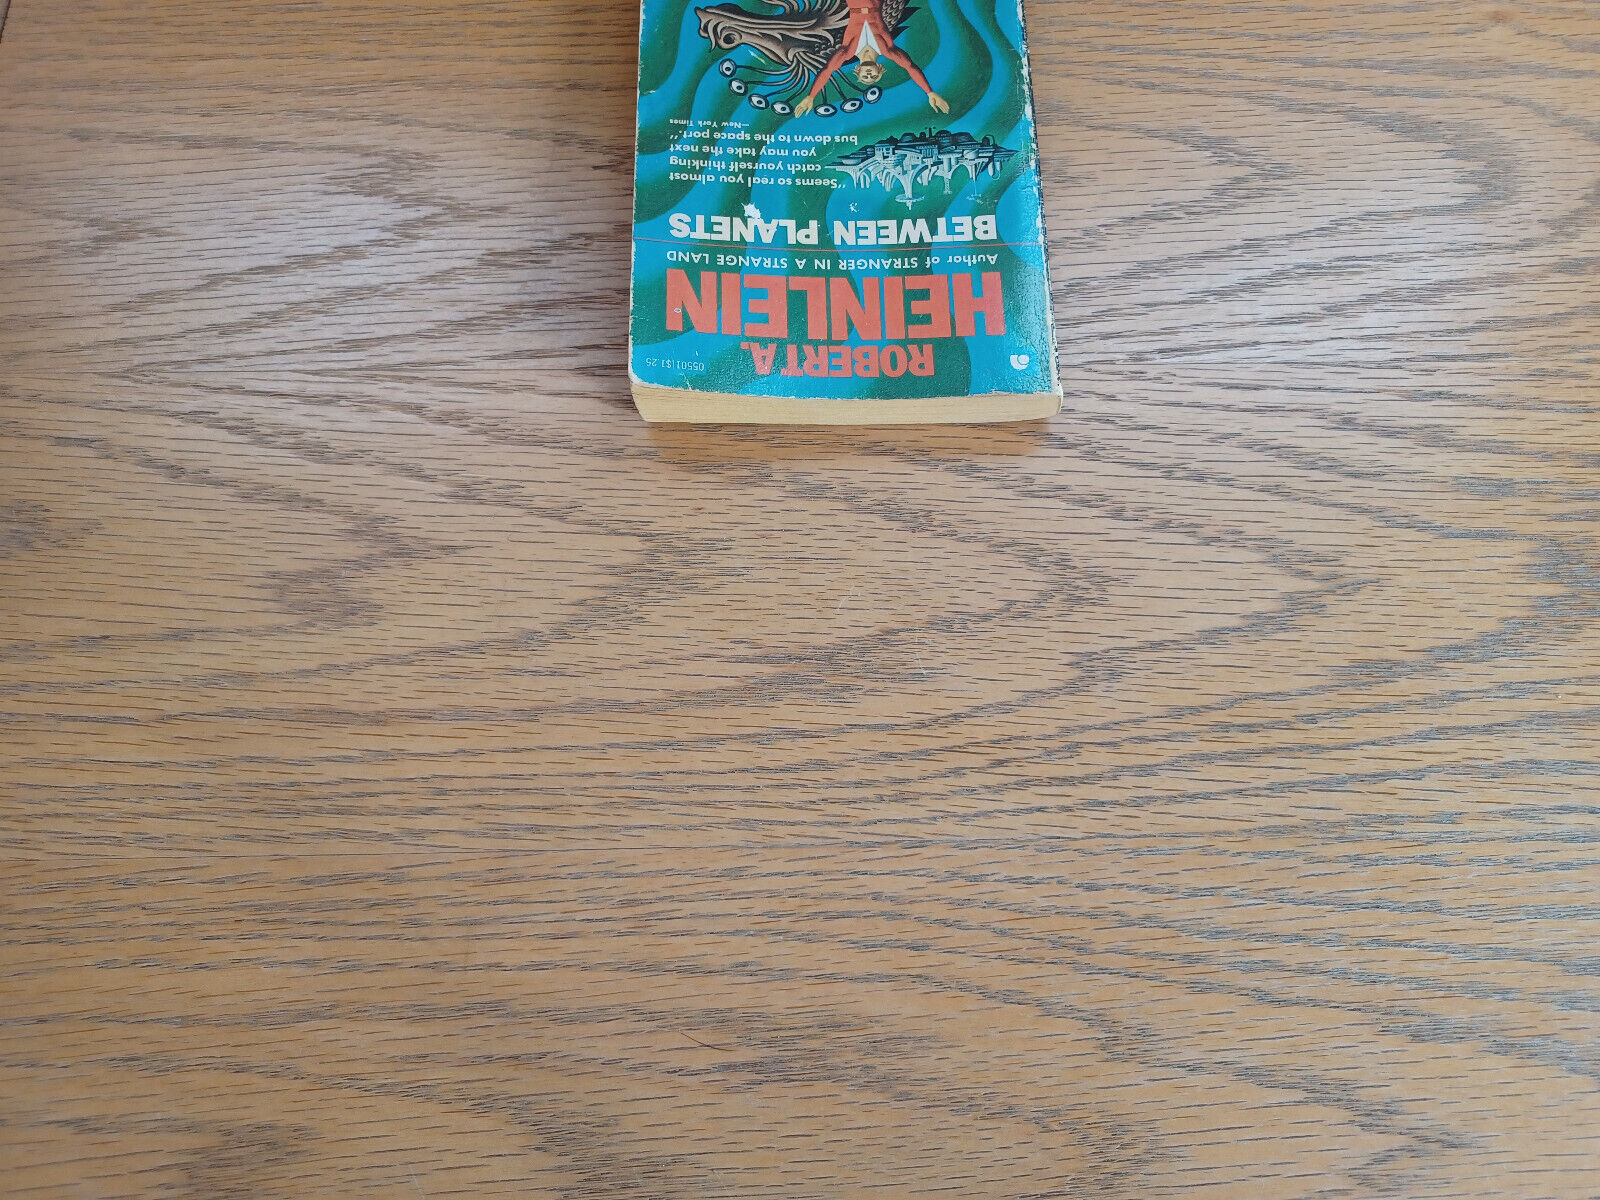 05501|$1.25
ROBERT A.
HEINLEIN
Author of STRANGER IN A STRANGE LAND
BETWEEN PLANETS
"Seems so real you almost
catch yourself thinking
you may take the next
bus down to the space port."
—New York Times